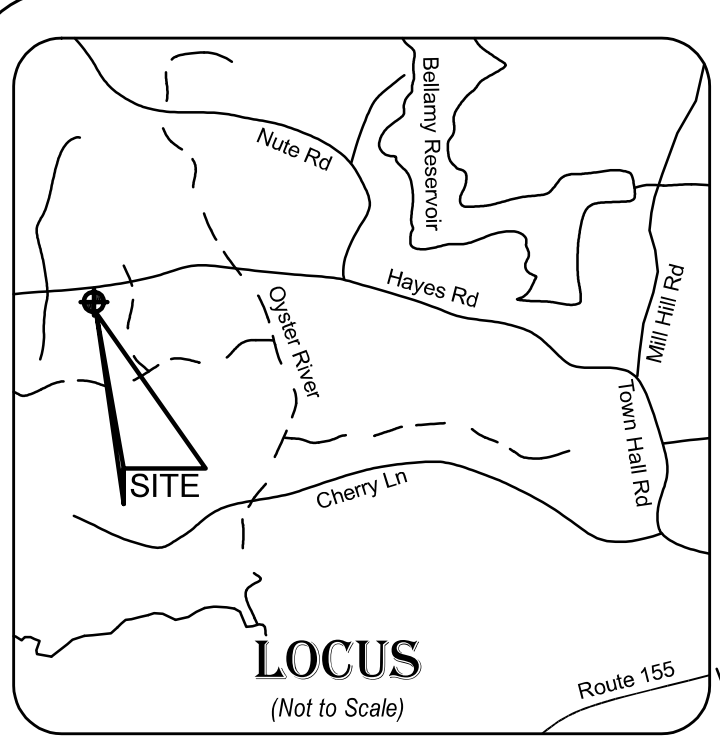 Bellamy Reservoir
Nute Rd
Hayes Rd
Mill Hill Rd
Oyster River
Town Hall Rd
SITE
Cherry Ln
LOCUS
(Not to Scale)
Route 155